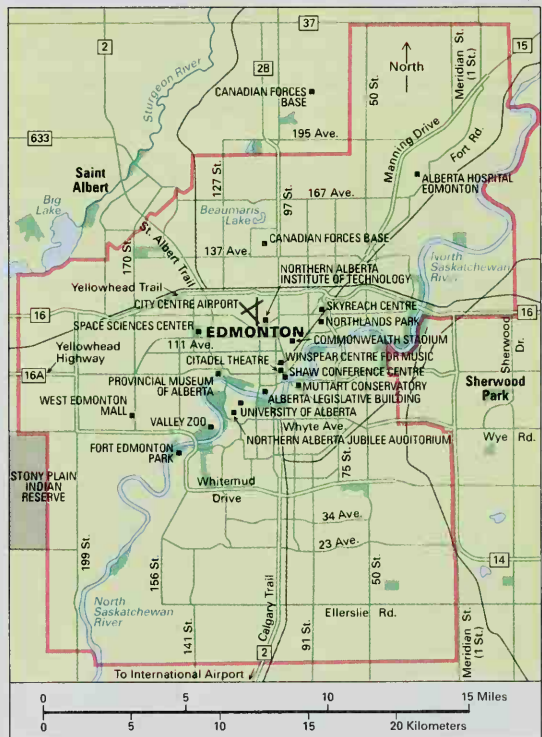 37
2
28
15
North
CANADIAN FORCES
BASE
50 St.
Meridian St.
(1 St.)
Sturgeon River
Manning Drive
Fort Rd.
633
195 Ave.
Saint
Albert
127 St.
97 St.
ALBERTA HOSPITAL
EDMONTON
167 Ave.
Big
Lake
Beaumaris
Lake
St. Albert Trail
170 St.
137 Ave.
CANADIAN FORCES BASE
North
Saskatchewan
River
NORTHERN ALBERTA
INSTITUTE OF TECHNOLOGY
Yellowhead Trail
CITY CENTRE AIRPORT
SKYREACH CENTRE
16
16
SPACE SCIENCES CENTER
EDMONTON
NORTHLANDS PARK
Yellowhead
Highway
111 Ave.
COMMONWEALTH STADIUM
Sherwood
Dr.
CITADEL THEATRE
WINSPEAR CENTRE FOR MUSIC
SHAW CONFERENCE CENTRE
16A
PROVINCIAL MUSEUM
OF ALBERTA
MUTTART CONSERVATORY
Sherwood
Park
WEST EDMONTON
MALL
ALBERTA LEGISLATIVE BUILDING
UNIVERSITY OF ALBERTA
VALLEY ZOO
Whyte Ave.
NORTHERN ALBERTA JUBILEE AUDITORIUM
Wye Rd.
FORT EDMONTON
PARK
75 St.
STONY PLAIN
INDIAN
RESERVE
Whitemud
Drive
34 Ave.
23 Ave.
199 St.
156 St.
50 St.
14
North
Saskatchewan
River
Calgary Trail
Ellerslie Rd.
141 St.
91 St.
Meridian St.
(1 St.)
2
To International Airport
0 5 10 15 Miles
0 5 10 15 20 Kilometers